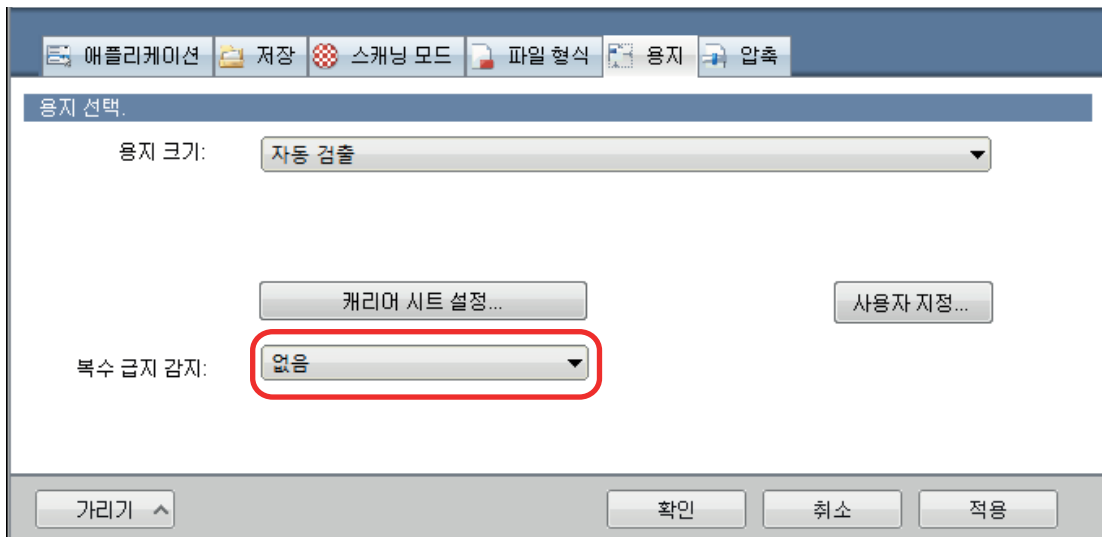 애플리케이션 저장 스캐닝 모드 파일 형식 용지 압축
용지 선택.
용지 크기: 자동 검출
캐리어 시트 설정... 사용자 지정...
복수 급지 감지: 없음
가리기 확인 취소 적용